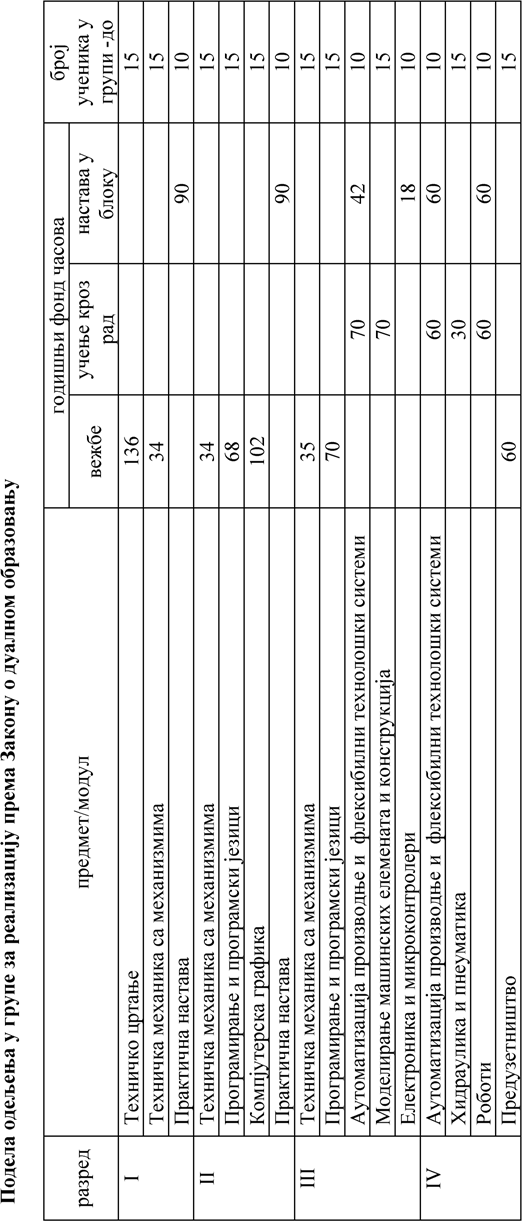 Подела одељења у групе за реализацију према Закону о дуалном образовању
разред предмет/модул годишњи фонд часова број ученика у групи -до
вежбе учење кроз рад настава у блоку
I Техничко цртање 136 15
Техничка механика са механизмима 34 15
Практична настава 90 10
II Техничка механика са механизмима 34 15
Програмирање и програмски језици 68 15
Компјутерска графика 102 15
Практична настава 90 10
III Техничка механика са механизмима 35 15
Програмирање и програмски језици 70 15
Аутоматизација производње и флексибилни технолошки системи 70 42 10
Моделирање машинских елемената и конструкција 70 15
Електроника и микроконтролери 18 10
IV Аутоматизација производње и флексибилни технолошки системи 60 60 10
Хидраулика и пнеуматика 30 15
Роботи 60 60 10
Предузетништво 60 15